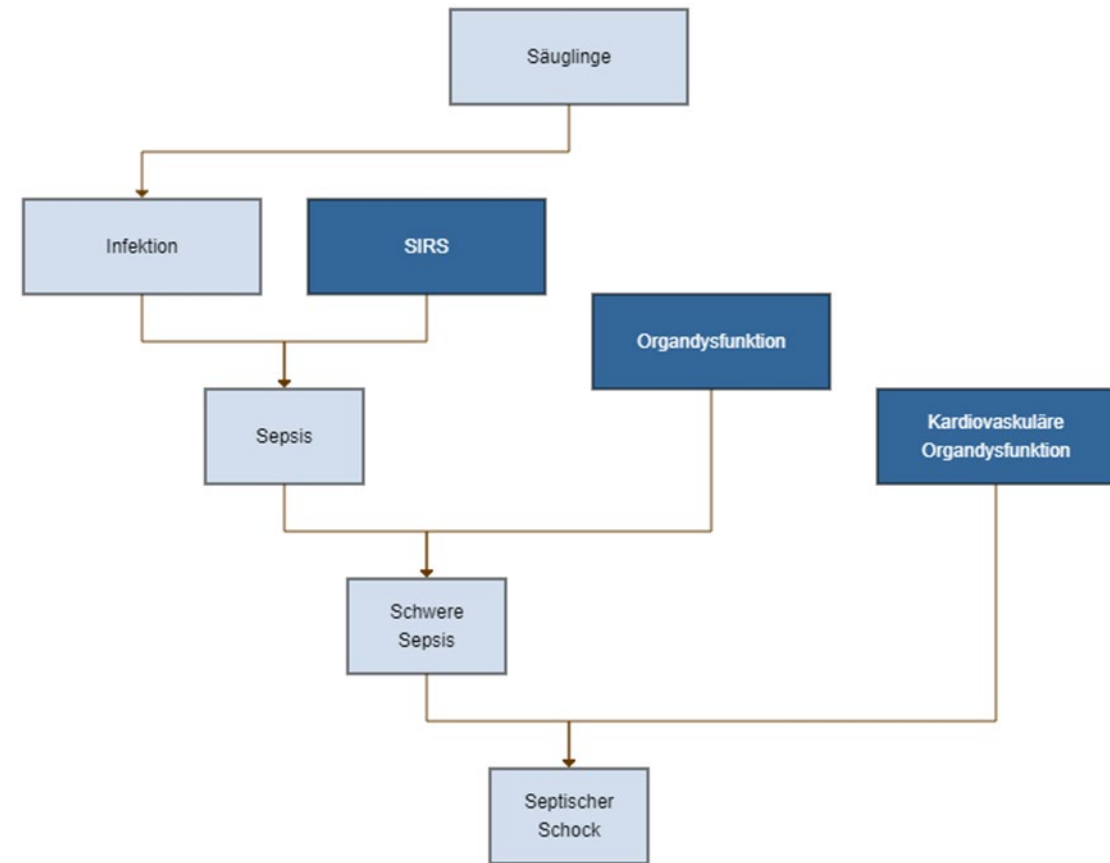 Säuglinge
Infektion
SIRS
Organdysfunktion
Sepsis
Kardiovaskuläre
Organdysfunktion
Schwere
Sepsis
Septischer
Schock